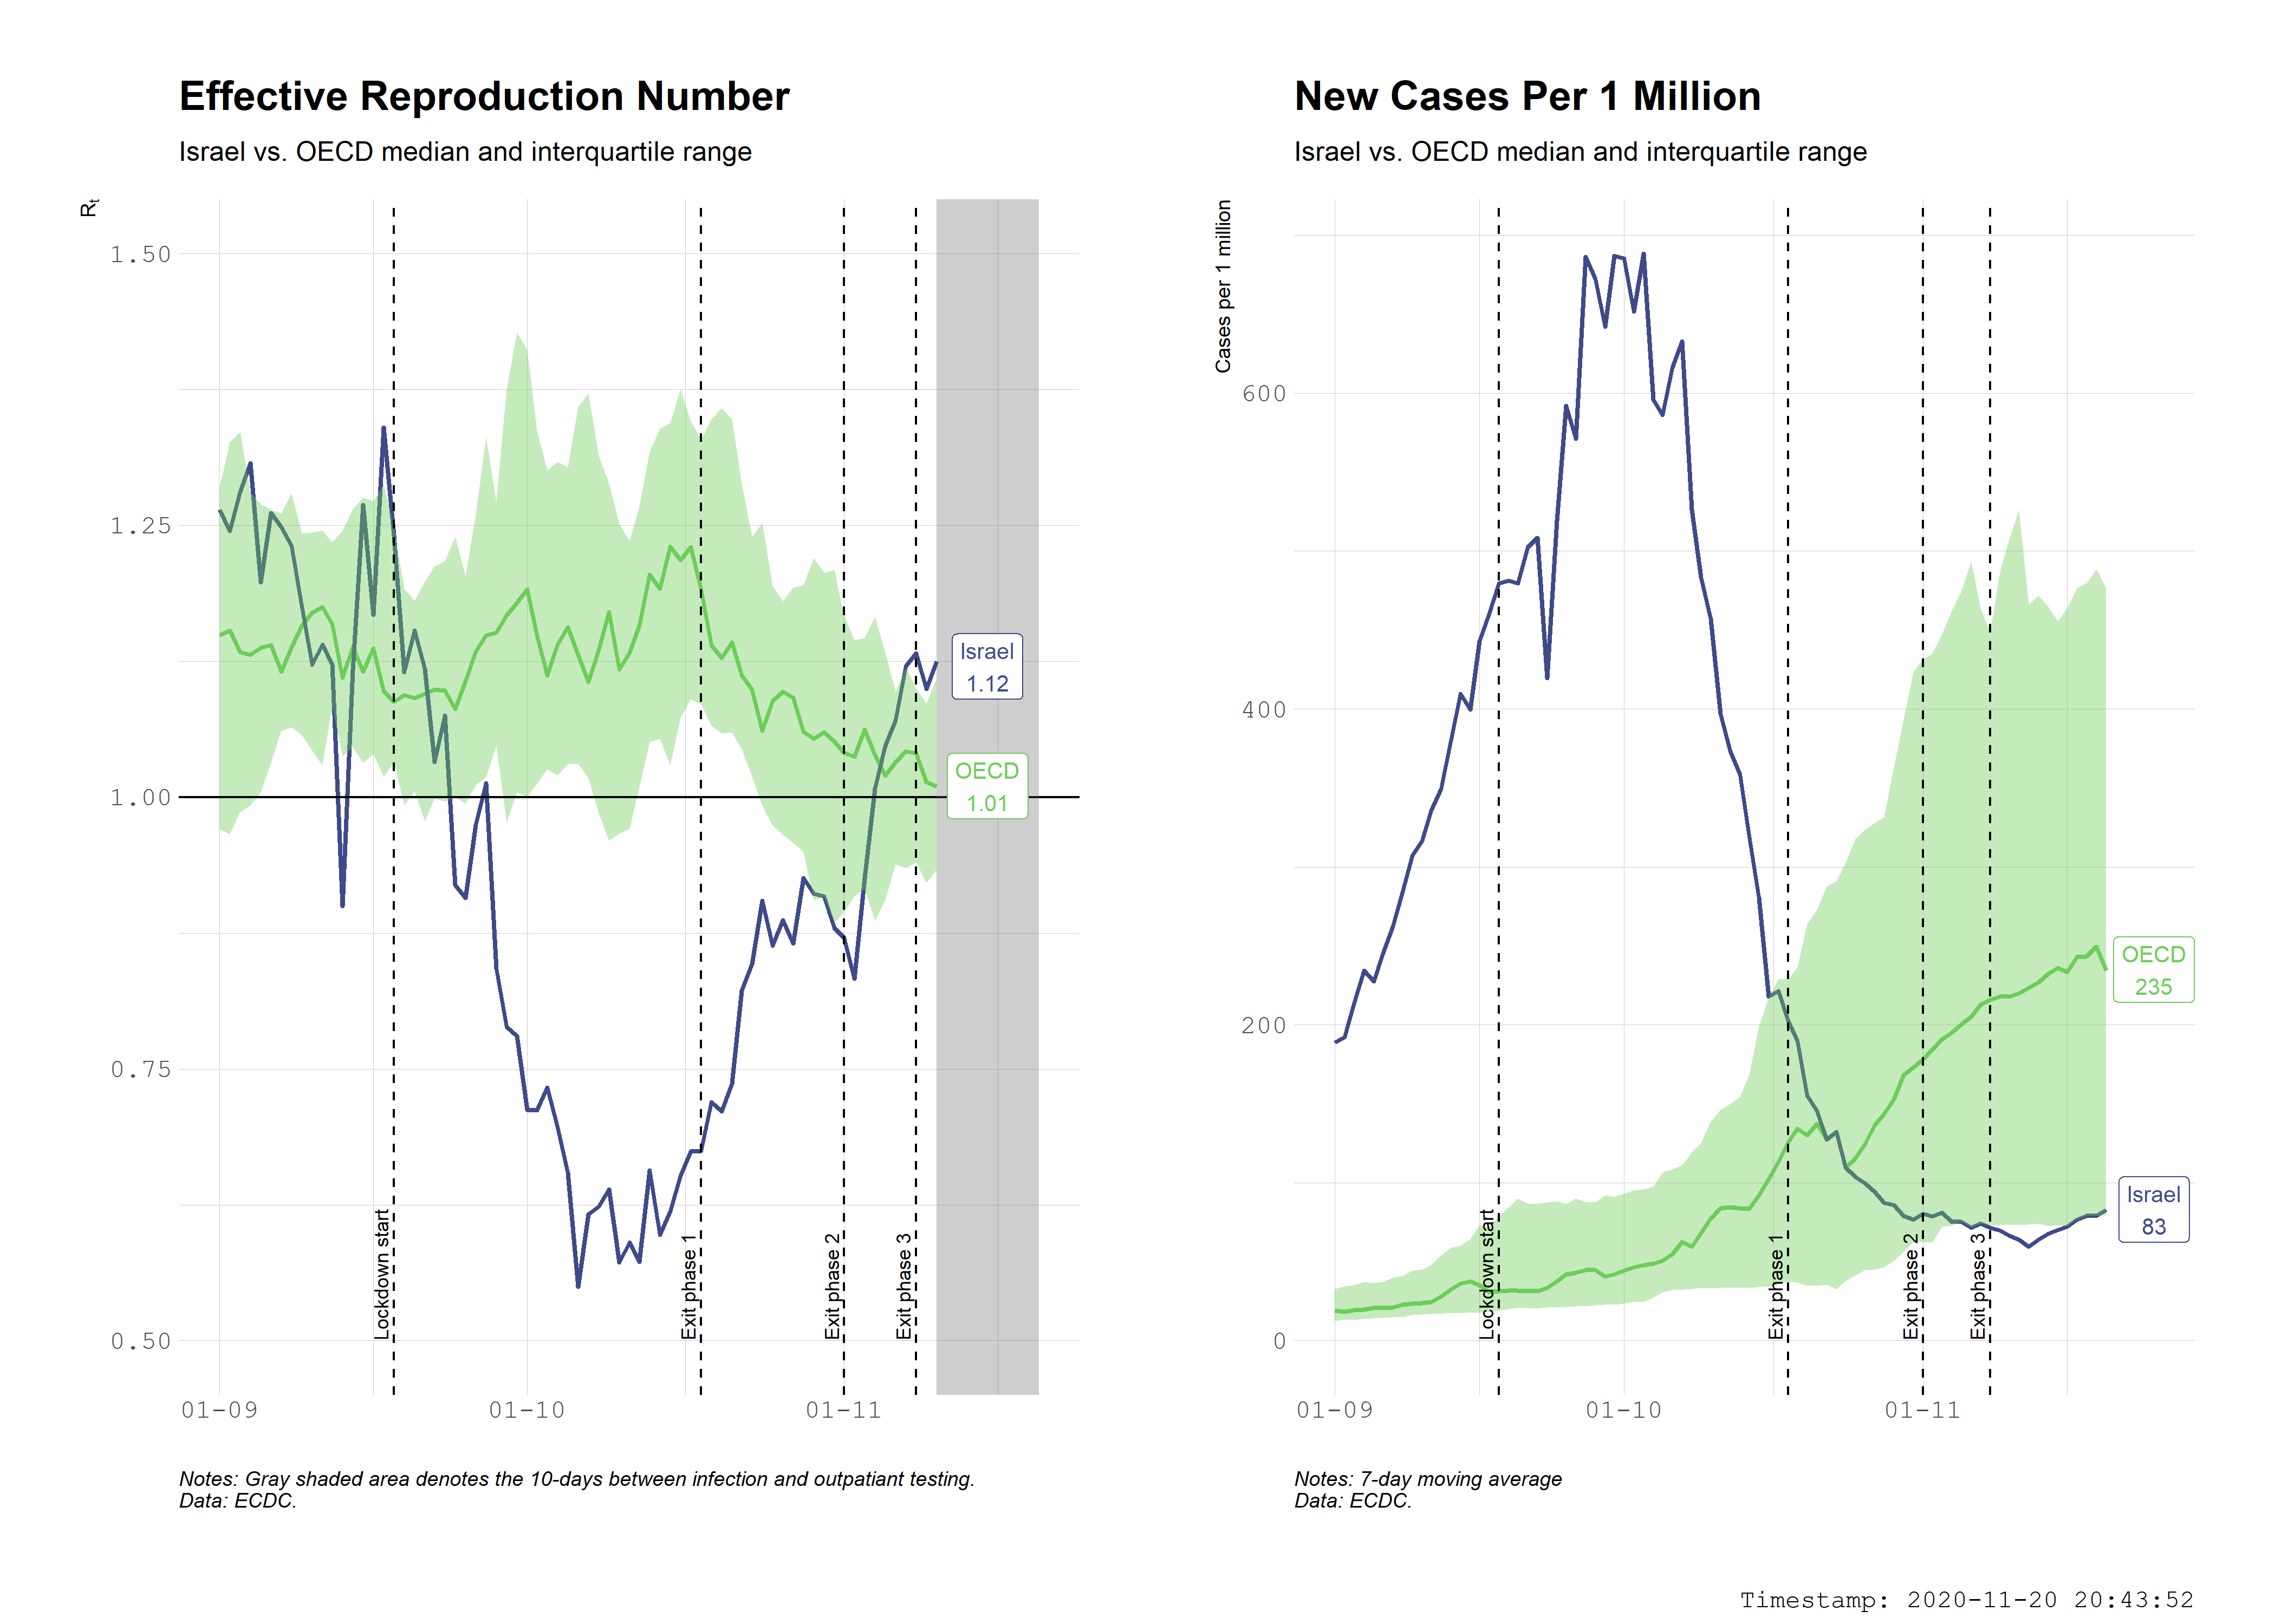 Effective Reproduction Number
Israel vs. OECD median and interquartile range
Rt
1.50
1.25
1.00
0.75
0.50
Lockdown start
Exit phase 1
Exit phase 2
Exit phase 3
Israel
1.12
OECD
1.01
01-09
01-10
01-11
Notes: Gray shaded area denotes the 10-days between infection and outpatiant testing.
Data: ECDC.
New Cases Per 1 Million
Israel vs. OECD median and interquartile range
Cases per 1 million
600
400
200
0
Lockdown start
Exit phase 1
Exit phase 2
Exit phase 3
OECD
235
Israel
83
01-09
01-10
01-11
Notes: 7-day moving average
Data: ECDC.
Timestamp: 2020-11-20 20:43:52